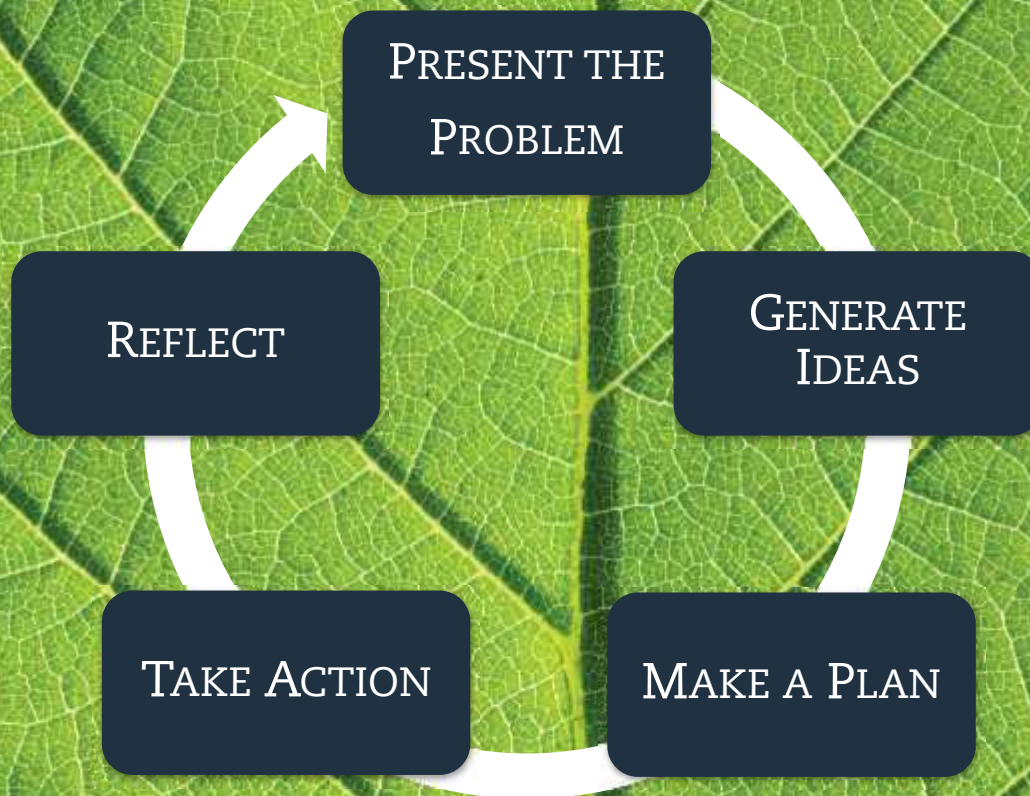 PRESENT THE
PROBLEM
GENERATE
IDEAS
MAKE A PLAN
TAKE ACTION
REFLECT